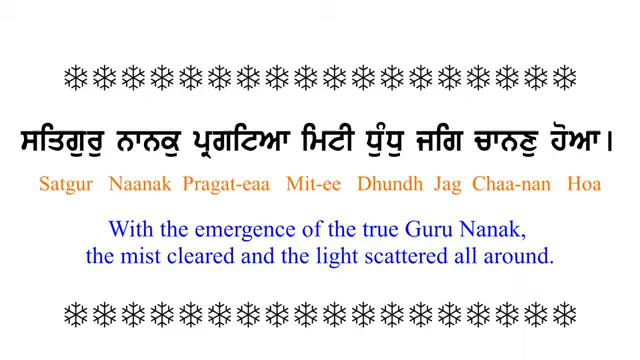 ਸਤਿਗੁਰੁ ਨਾਨਕੁ ਪ੍ਰਗਟਿਆ ਮਿਟੀ ਧੁੰਧੁ ਜਗਿ ਚਾਨਣੁ ਹੋਆ।
Satgur Naanak Pragat-eaa Mit-ee Dhundh Jag Chaa-nan Hoa
With the emergence of the true Guru Nanak,
the mist cleared and the light scattered all around.